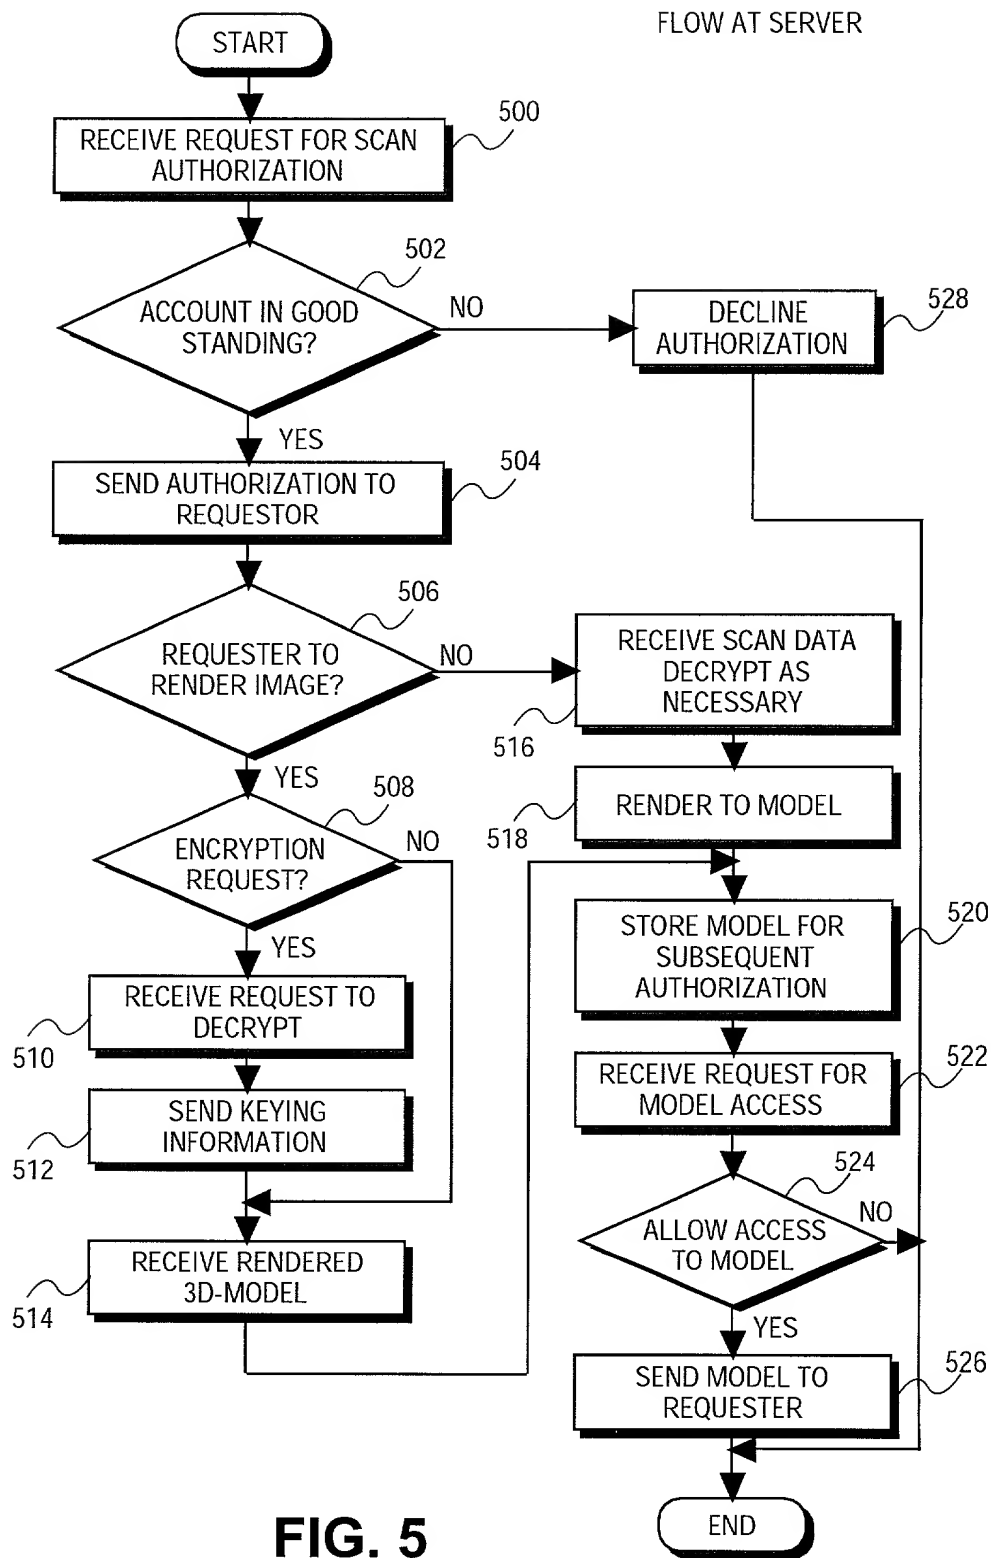 FLOW AT SERVER
START
500
RECEIVE REQUEST FOR SCAN
AUTHORIZATION
502
ACCOUNT IN GOOD
STANDING?
NO
DECLINE
AUTHORIZATION
528
YES
SEND AUTHORIZATION TO
REQUESTOR
504
506
REQUESTER TO
RENDER IMAGE?
NO
RECEIVE SCAN DATA
DECRYPT AS
NECESSARY
516
YES
508
ENCRYPTION
REQUEST?
NO
RENDER TO MODEL
518
YES
RECEIVE REQUEST TO
DECRYPT
510
SEND KEYING
INFORMATION
512
RECEIVE RENDERED
3D-MODEL
514
STORE MODEL FOR
SUBSEQUENT
AUTHORIZATION
520
RECEIVE REQUEST FOR
MODEL ACCESS
522
524
ALLOW ACCESS
TO MODEL
NO
YES
SEND MODEL TO
REQUESTER
526
END
FIG. 5